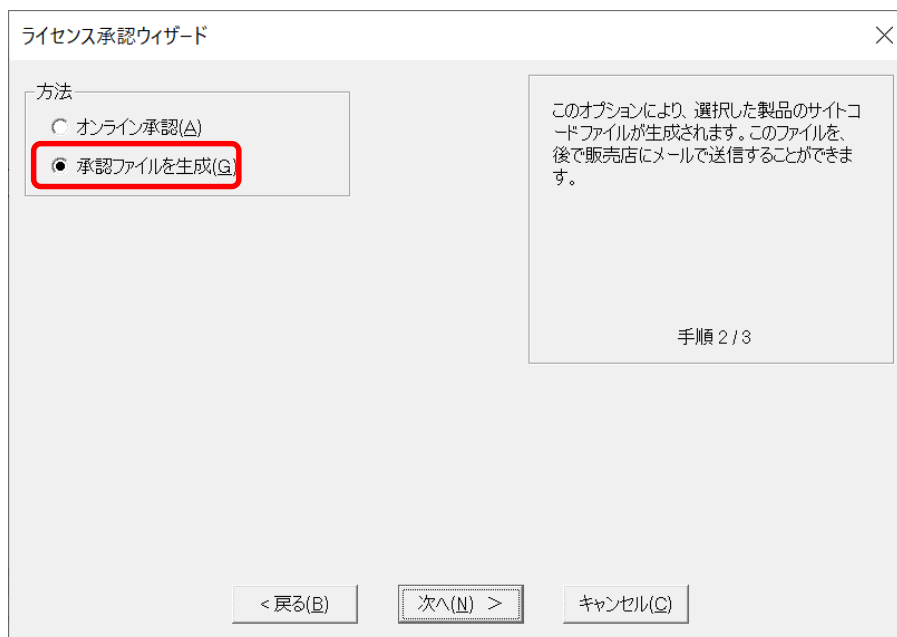 ライセンス承認ウィザード
方法
オンライン承認(A)
承認ファイルを生成(G)
このオプションにより、選択した製品のサイトコ
ードファイルが生成されます。このファイルを、
後で販売店にメールで送信することができま
す。
手順 2 / 3
< 戻る(B)
次へ(N) >
キャンセル(C)